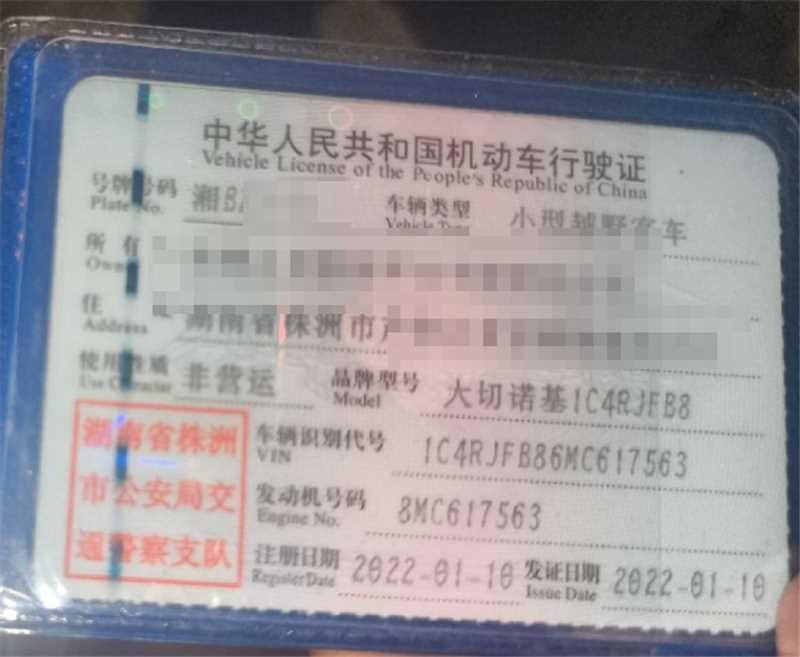 中华人民共和国机动车行驶证
Vehicle License of the People's Republic of China
号牌号码 湘B 车辆类型 小型越野客车
Plate No. Vehicle Type
所有
Owne
住
Address 湖南省株洲市
使用性质 非营运 品牌型号 大切诺基1C4RJFB8
Use Character Model
湖南省株洲
市公安局交
通警察支队
车辆识别代号 1C4RJFB86MC617563
VIN
发动机号码 8MC617563
Engine No.
注册日期 2022-01-10 发证日期 2022-01-10
Register Date Issue Date